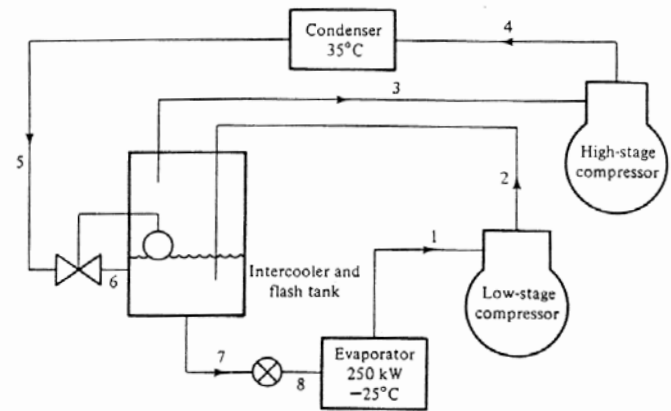 Condenser
35°C
4
3
High-stage
compressor
5
2
1
6
Intercooler and
flash tank
Low-stage
compressor
7
8
Evaporator
250 kW
−25°C